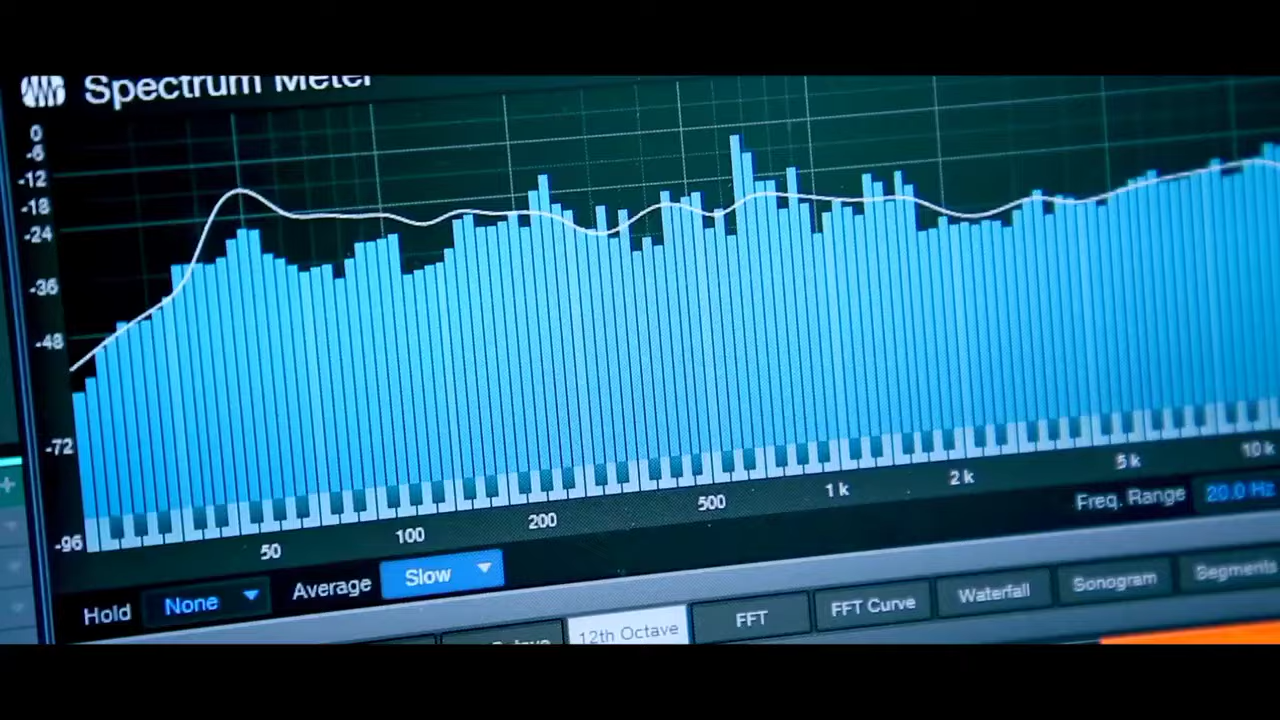 Spectrum Meter
0
-6
-12
-18
-24
-36
-48
-72
-96
50 100 200 500 1 k 2 k 5 k 10 k
Freq. Range 20.0 Hz
Hold None Average Slow
12th Octave FFT FFT Curve Waterfall Sonogram Segments